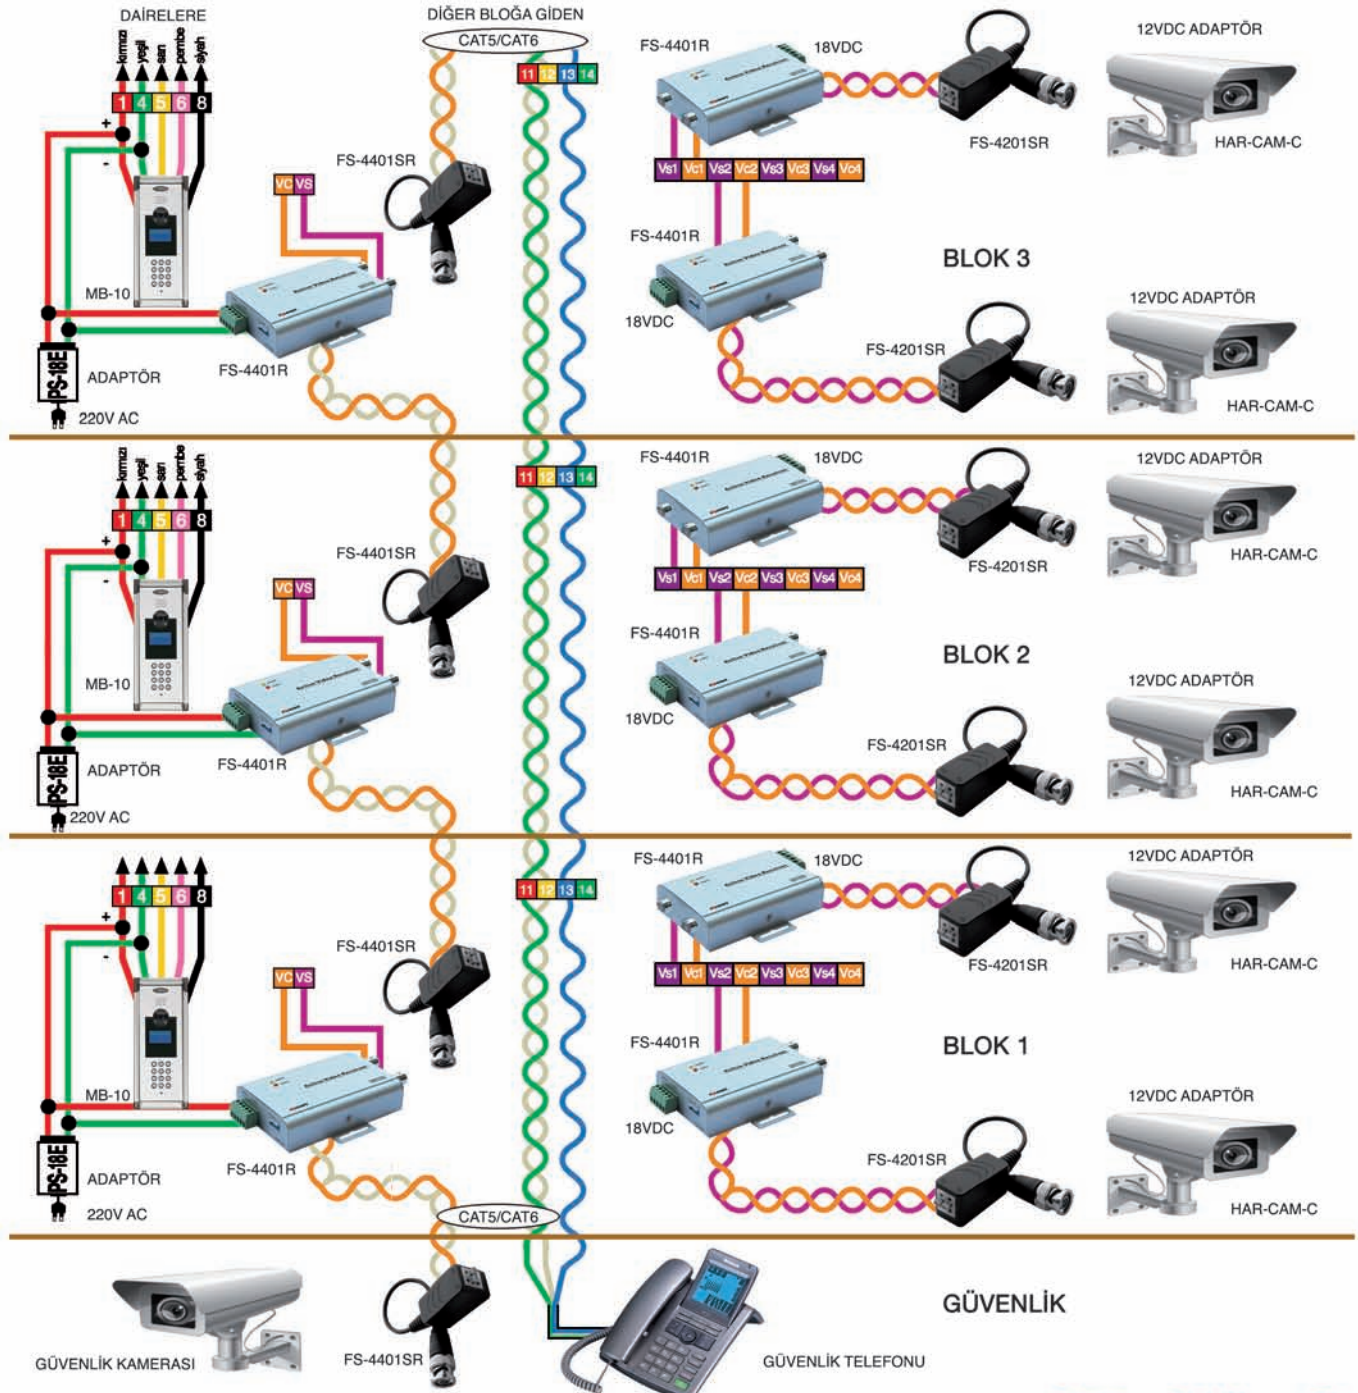 DAİRELERE
DİĞER BLOĞA GİDEN
CAT5/CAT6
kırmızı yeşil sarı pembe siyah
1 4 5 6 8
+
-
11 12 13 14
FS-4401SR
VC VS
MB-10
FS-4401R
PS-18E
ADAPTÖR
220V AC
FS-4401R
18VDC
12VDC ADAPTÖR
FS-4201SR
HAR-CAM-C
Vs1 Vc1 Vs2 Vc2 Vs3 Vc3 Vs4 Vc4
FS-4401R
BLOK 3
12VDC ADAPTÖR
18VDC
FS-4201SR
HAR-CAM-C
kırmızı yeşil sarı pembe siyah
1 4 5 6 8
+
-
11 12 13 14
FS-4401SR
VC VS
MB-10
Active Video Receiver
FS-4401R
PS-18E
ADAPTÖR
220V AC
FS-4401R
18VDC
12VDC ADAPTÖR
FS-4201SR
HAR-CAM-C
Vs1 Vc1 Vs2 Vc2 Vs3 Vc3 Vs4 Vc4
FS-4401R
BLOK 2
12VDC ADAPTÖR
18VDC
FS-4201SR
HAR-CAM-C
1 4 5 6 8
+
-
11 12 13 14
FS-4401SR
VC VS
MB-10
Active Video Receiver
FS-4401R
PS-18E
ADAPTÖR
220V AC
CAT5/CAT6
FS-4401R
18VDC
12VDC ADAPTÖR
FS-4201SR
HAR-CAM-C
Vs1 Vc1 Vs2 Vc2 Vs3 Vc3 Vs4 Vc4
FS-4401R
BLOK 1
12VDC ADAPTÖR
18VDC
FS-4201SR
HAR-CAM-C
GÜVENLİK KAMERASI
FS-4401SR
GÜVENLİK TELEFONU
GÜVENLİK